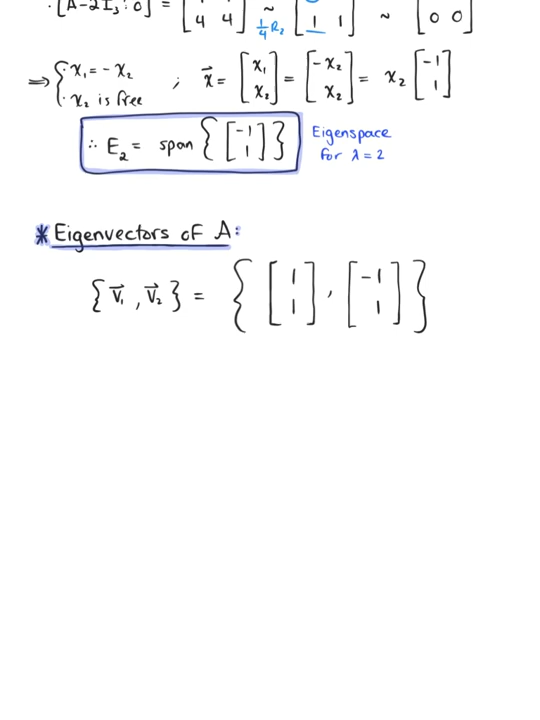 · [A-2I₃ ⋮ 0] = [4 4] ~ ¼R₂ [1 1] ~ [0 0]
⟹ { · x₁ = -x₂ · x₂ is free ; x⃗ = [x₁ x₂] = [-x₂ x₂] = x₂ [-1 1]
∴ E₂ = span { [-1 1] }
Eigenspace
for λ = 2
* Eigenvectors of A:
{ v⃗₁ , v⃗₂ } = { [1 1] , [-1 1] }